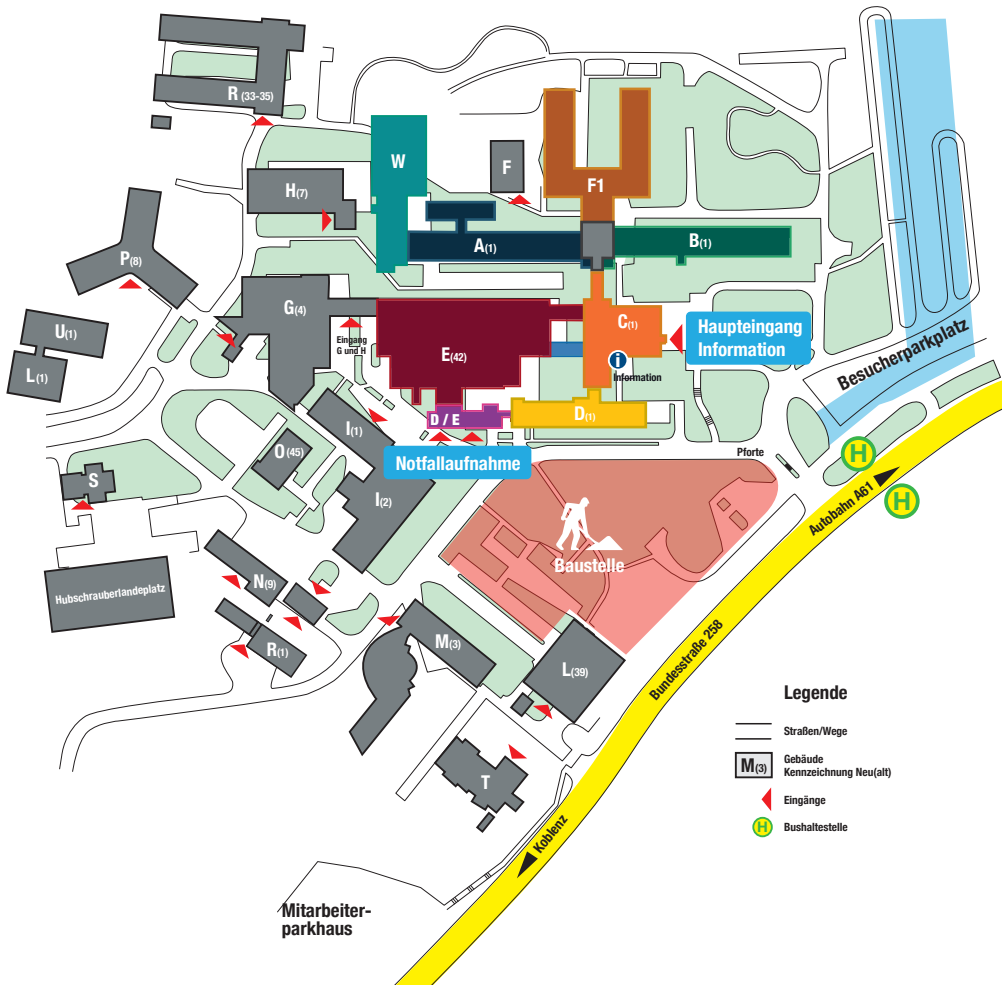 R (33-35)
W
F
F1
H(7)
A(1)
B(1)
P(8)
G(4)
C(1)
Haupteingang
Information
Eingang
G und H
U(1)
E(42)
i
Information
Besucherparkplatz
L(1)
D / E
D(1)
I(1)
Notfallaufnahme
O(45)
Pforte
H
S
I(2)
Autobahn A61
H
Baustelle
Hubschrauberlandeplatz
N(9)
R(1)
M(3)
L(39)
Bundesstraße 258
Legende
Straßen/Wege
M(3)
Gebäude
Kennzeichnung Neu(alt)
T
Eingänge
H
Bushaltestelle
Koblenz
Mitarbeiter-
parkhaus